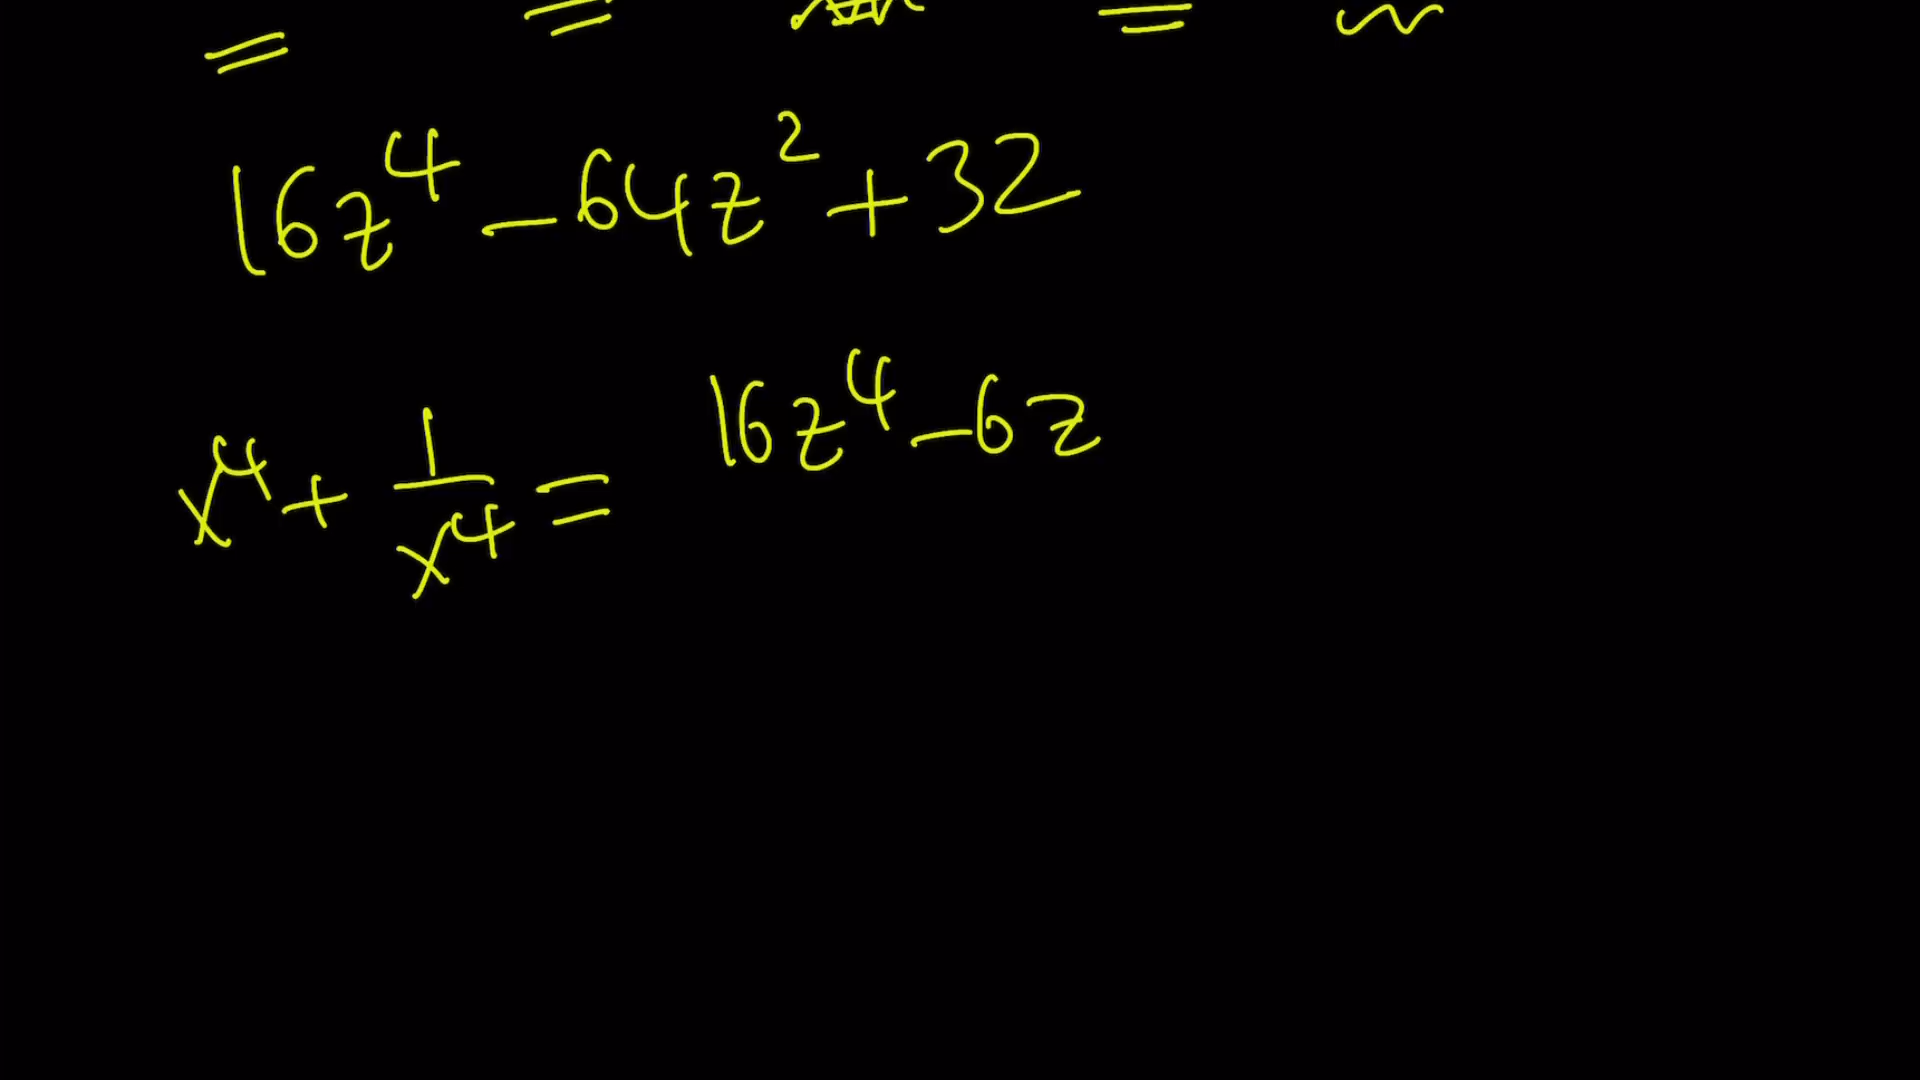 16z⁴ - 64z² + 32
x⁴ + 1/x⁴ = 16z⁴ - 6z